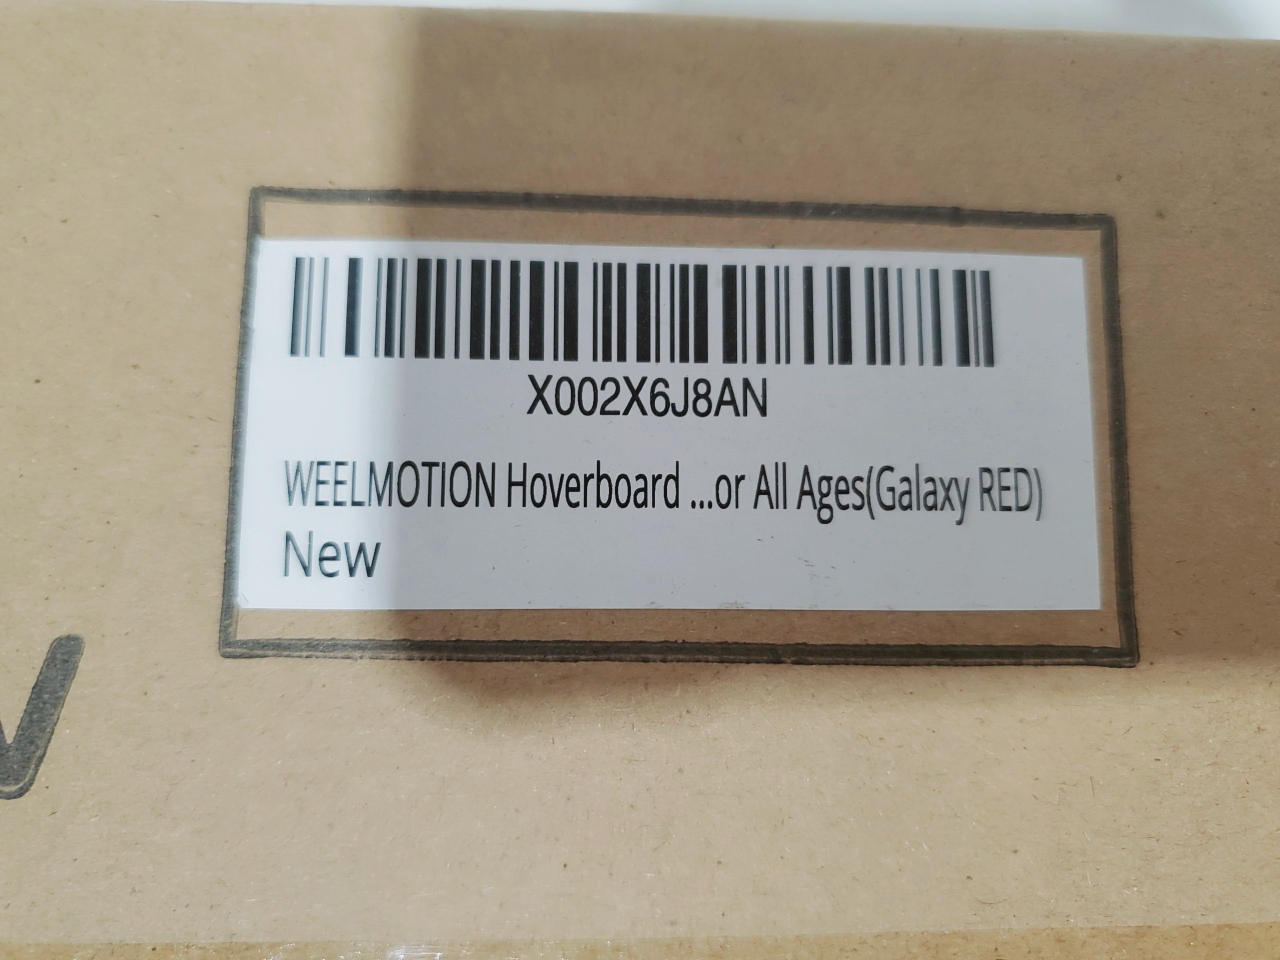 X002X6J8AN
WEELMOTION Hoverboard ...or All Ages(Galaxy RED)
New